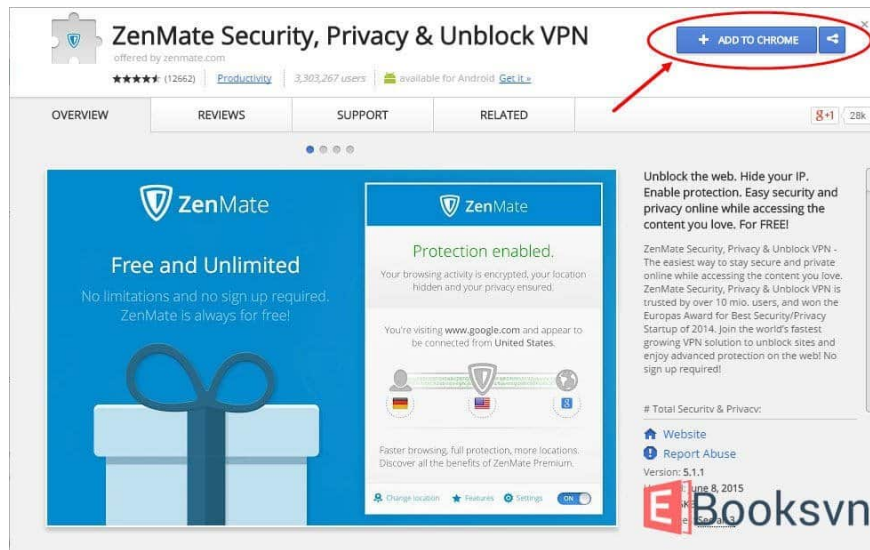 ZenMate Security, Privacy & Unblock VPN
offered by zenmate.com
(12662) Productivity 3,303,267 users available for Android Get it »
+ ADD TO CHROME
OVERVIEW REVIEWS SUPPORT RELATED
g+1 28k
ZenMate
Free and Unlimited
No limitations and no sign up required.
ZenMate is always for free!
ZenMate
Protection enabled.
Your browsing activity is encrypted, your location
hidden and your privacy ensured.
You're visiting www.google.com and appear to
be connected from United States.
8
Faster browsing, full protection, more locations.
Discover all the benefits of ZenMate Premium.
Change location Features Settings ON
Unblock the web. Hide your IP.
Enable protection. Easy security and
privacy online while accessing the
content you love. For FREE!
ZenMate Security, Privacy & Unblock VPN -
The easiest way to stay secure and private
online while accessing the content you love.
ZenMate Security, Privacy & Unblock VPN is
trusted by over 10 mio. users, and won the
Europas Award for Best Security/Privacy
Startup of 2014. Join the world's fastest
growing VPN solution to unblock sites and
enjoy advanced protection on the web! No
sign up required!
# Total Security & Privacy:
Website
Report Abuse
Version: 5.1.1
June 8, 2015
EBooksvn